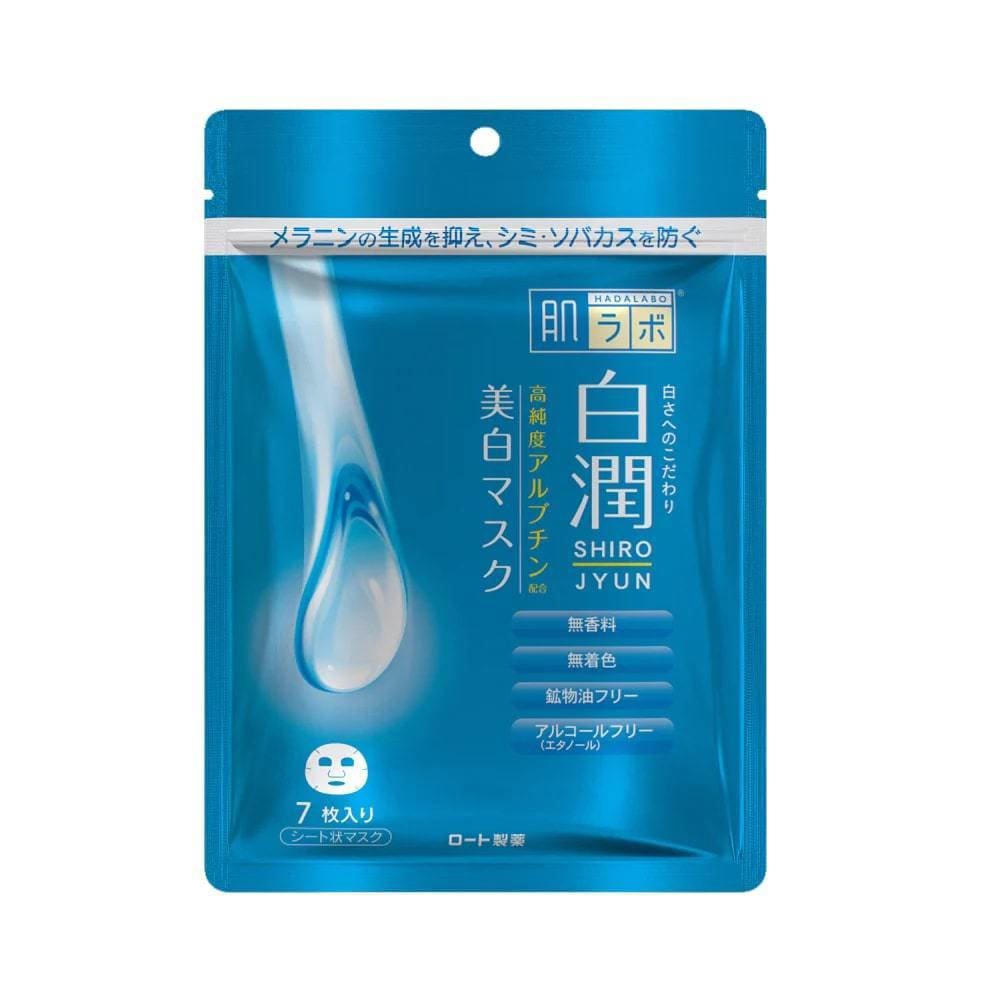 メラニンの生成を抑え、シミ・ソバカスを防ぐ
HADALABO®
肌ラボ
白さへのこだわり
白潤
SHIRO
JYUN
高純度アルブチン配合
美白マスク
無香料
無着色
鉱物油フリー
アルコールフリー
(エタノール)
7枚入り
シート状マスク
ロート製薬